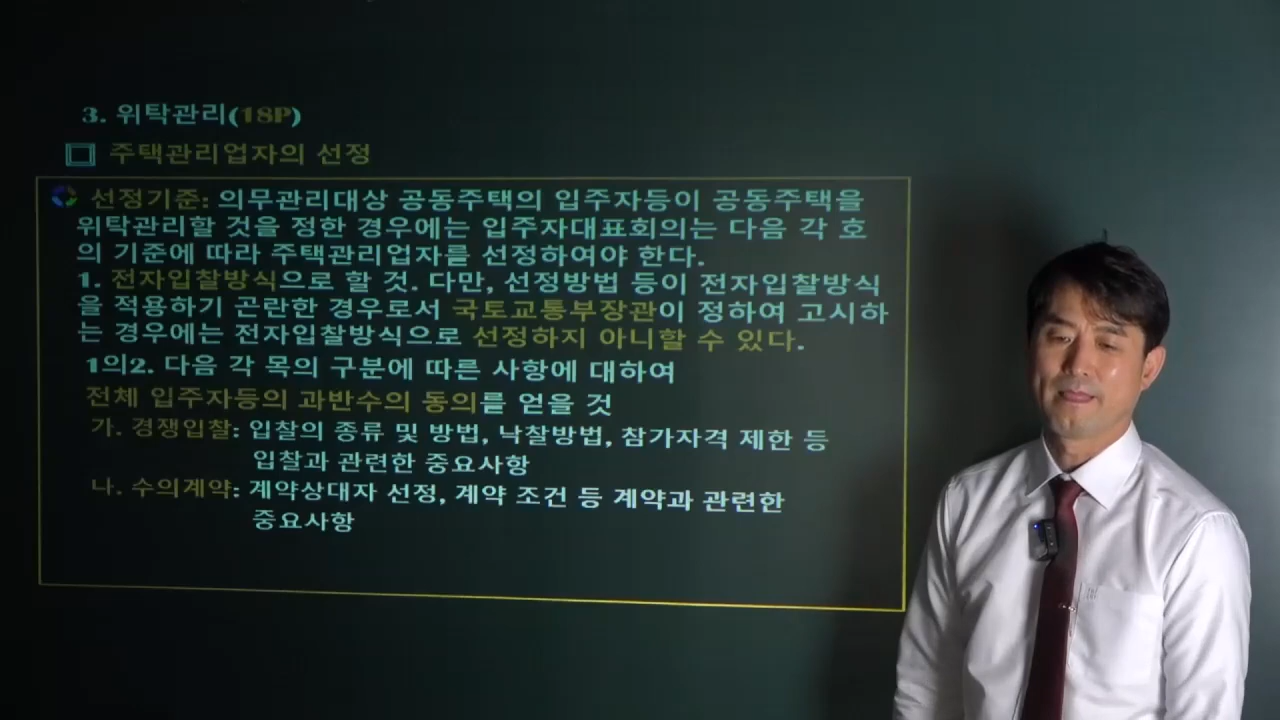 3. 위탁관리(18P)
주택관리업자의 선정
선정기준: 의무관리대상 공동주택의 입주자등이 공동주택을
위탁관리할 것을 정한 경우에는 입주자대표회의는 다음 각 호
의 기준에 따라 주택관리업자를 선정하여야 한다.
1. 전자입찰방식으로 할 것. 다만, 선정방법 등이 전자입찰방식
을 적용하기 곤란한 경우로서 국토교통부장관이 정하여 고시하
는 경우에는 전자입찰방식으로 선정하지 아니할 수 있다.
1의2. 다음 각 목의 구분에 따른 사항에 대하여
전체 입주자등의 과반수의 동의를 얻을 것
가. 경쟁입찰: 입찰의 종류 및 방법, 낙찰방법, 참가자격 제한 등
입찰과 관련한 중요사항
나. 수의계약: 계약상대자 선정, 계약 조건 등 계약과 관련한
중요사항